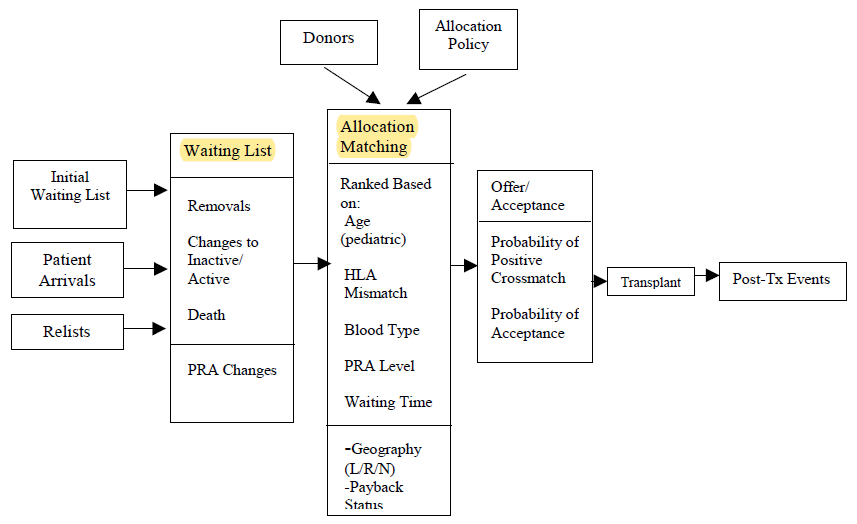 Donors
Allocation
Policy
Initial
Waiting List
Patient
Arrivals
Relists
Waiting List
Removals
Changes to
Inactive/
Active
Death
PRA Changes
Allocation
Matching
Ranked Based
on:
Age
(pediatric)
HLA
Mismatch
Blood Type
PRA Level
Waiting Time
-Geography
(L/R/N)
-Payback
Status
Offer/
Acceptance
Probability of
Positive
Crossmatch
Probability of
Acceptance
Transplant
Post-Tx Events